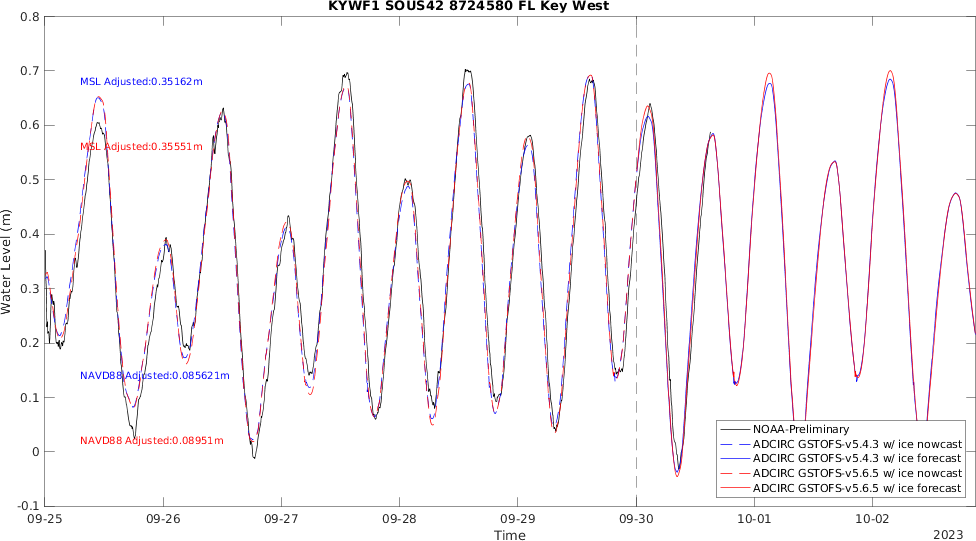 KYWF1 SOUS42 8724580 FL Key West
0.8
0.7
0.6
0.5
0.4
0.3
0.2
0.1
0
-0.1
Water Level (m)
MSL Adjusted:0.35162m
MSL Adjusted:0.35551m
NAVD88 Adjusted:0.085621m
NAVD88 Adjusted:0.08951m
NOAA-Preliminary
ADCIRC GSTOFS-v5.4.3 w/ ice nowcast
ADCIRC GSTOFS-v5.4.3 w/ ice forecast
ADCIRC GSTOFS-v5.6.5 w/ ice nowcast
ADCIRC GSTOFS-v5.6.5 w/ ice forecast
09-25 09-26 09-27 09-28 09-29 09-30 10-01 10-02
Time
2023